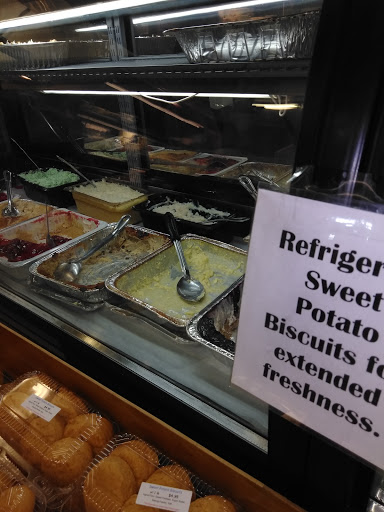 Refriger
Sweet
Potato
Biscuits fo
extended
freshness.